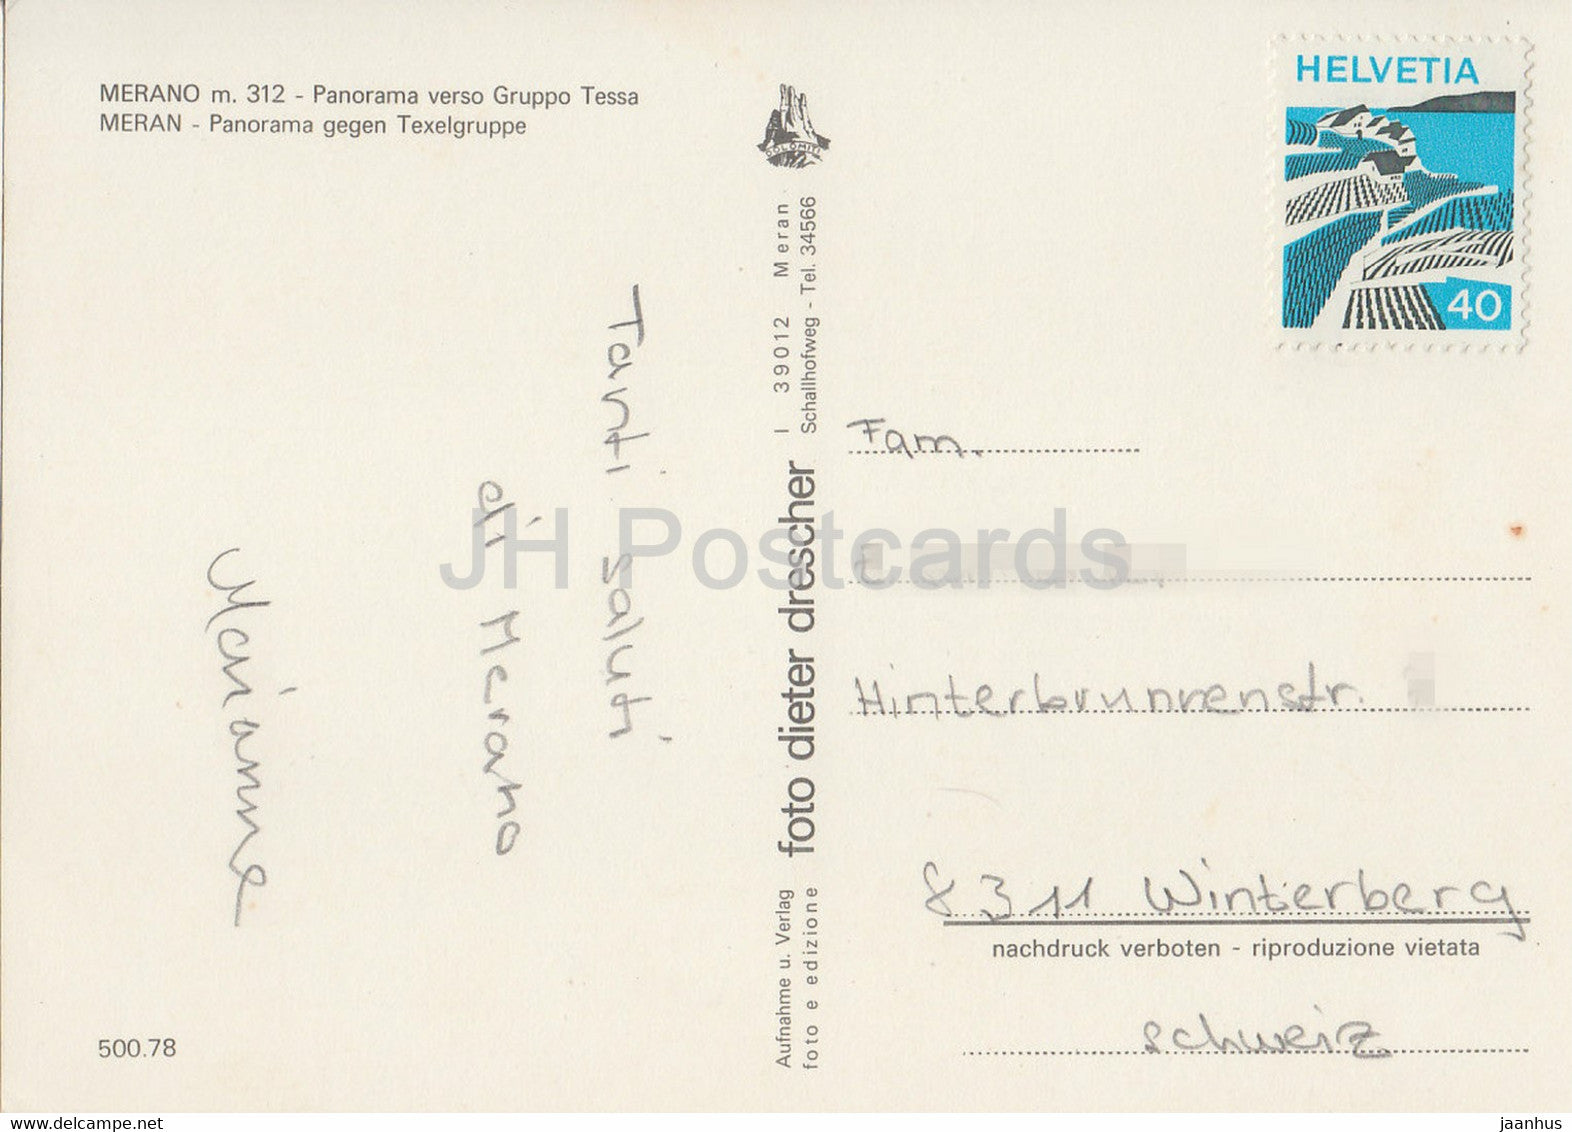 MERANO m. 312 - Panorama verso Gruppo Tessa
MERAN - Panorama gegen Texelgruppe
DOLOMITI
HELVETIA
40
Tanti saluti
di Merano
Marianne
I 39012 Meran
Schallhofweg - Tel. 34566
foto dieter drescher
Aufnahme u. Verlag
foto e edizione
Fam.
Hinterbrunnenstr.
8311 Winterberg
nachdruck verboten - riproduzione vietata
schweiz
500.78
JH Postcards
www.delcampe.net
jaanhus